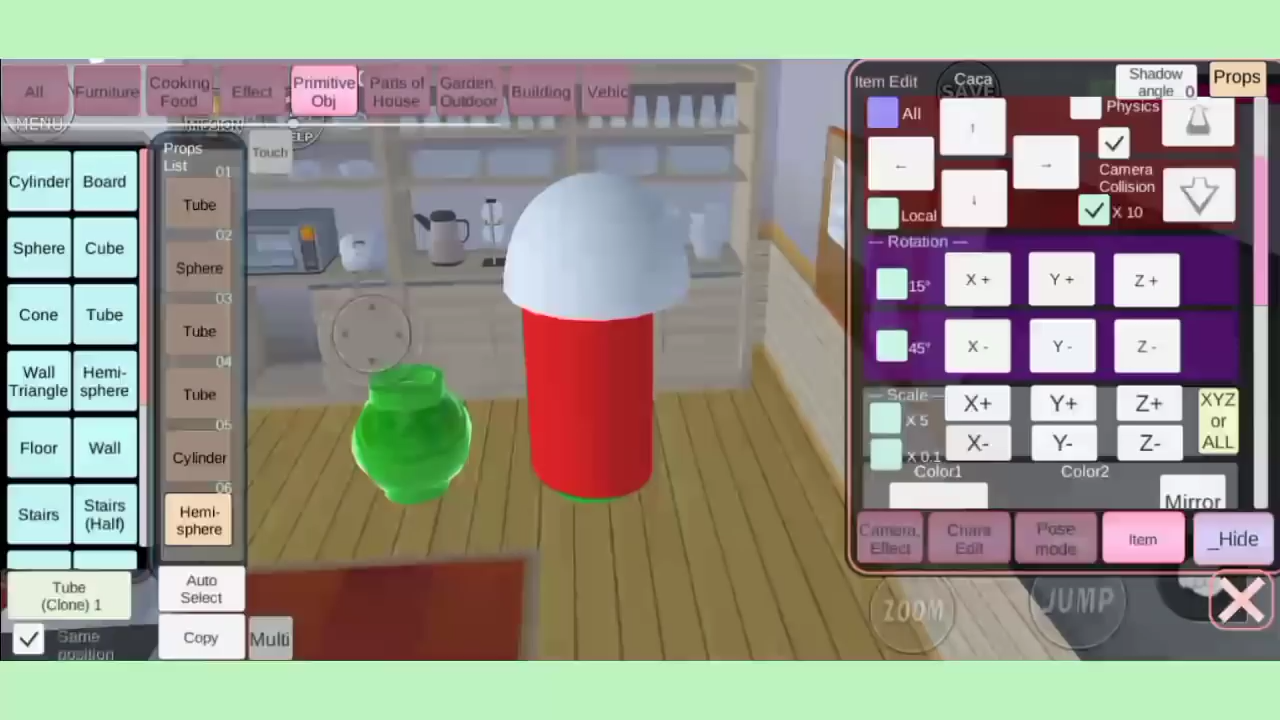 All
Furniture
Cooking
Food
Effect
Primitive
Obj
Parts of
House
Garden,
Outdoor
Building
Vehic
MENU
MISSION
Touch
Props
List
Cylinder
Board
Sphere
Cube
Cone
Tube
Wall
Triangle
Hemi-
sphere
Floor
Wall
Stairs
Stairs
(Half)
01
Tube
02
Sphere
03
Tube
04
Tube
05
Cylinder
06
Hemi-
sphere
Tube
(Clone) 1
Same
position
Auto
Select
Copy
Multi
Item Edit
Caca
SAVE
Shadow
angle 0
Props
All
↑
Physics
←
→
Camera
Collision
Local
↓
X 10
— Rotation —
15°
X +
Y +
Z +
45°
X -
Y -
Z -
— Scale —
X 5
X+
Y+
Z+
XYZ
or
ALL
X 0.1
X-
Y-
Z-
Color1
Color2
Mirror
Camera,
Effect
Chara
Edit
Pose
mode
Item
_Hide
ZOOM
JUMP